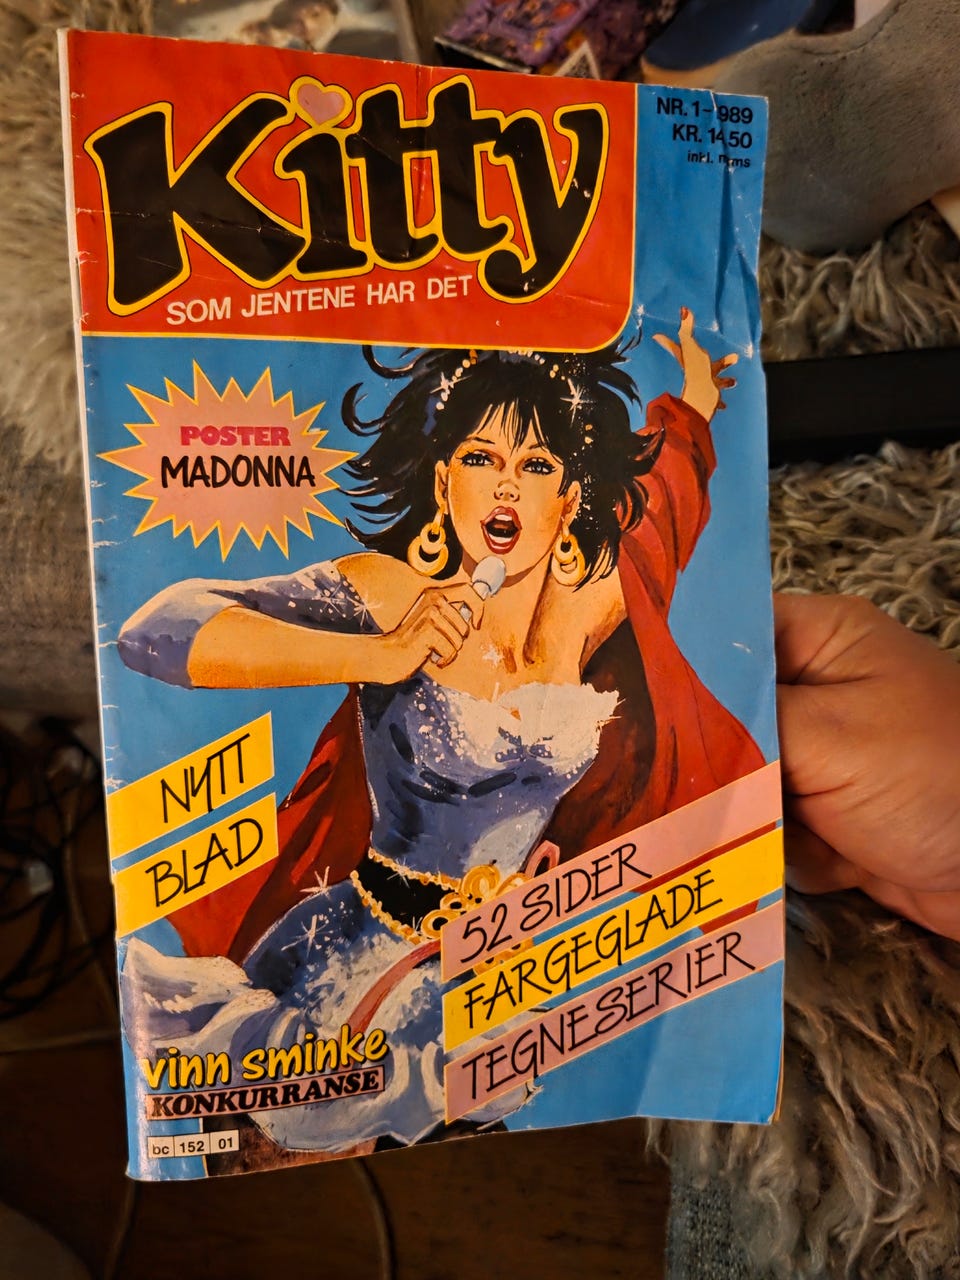 Kitty
SOM JENTENE HAR DET
NR. 1-1989
KR. 14,50
inkl. moms
POSTER
MADONNA
NYTT
BLAD
52 SIDER
FARGEGLADE
TEGNESERIER
vinn sminke
KONKURRANSE
bc 152 01